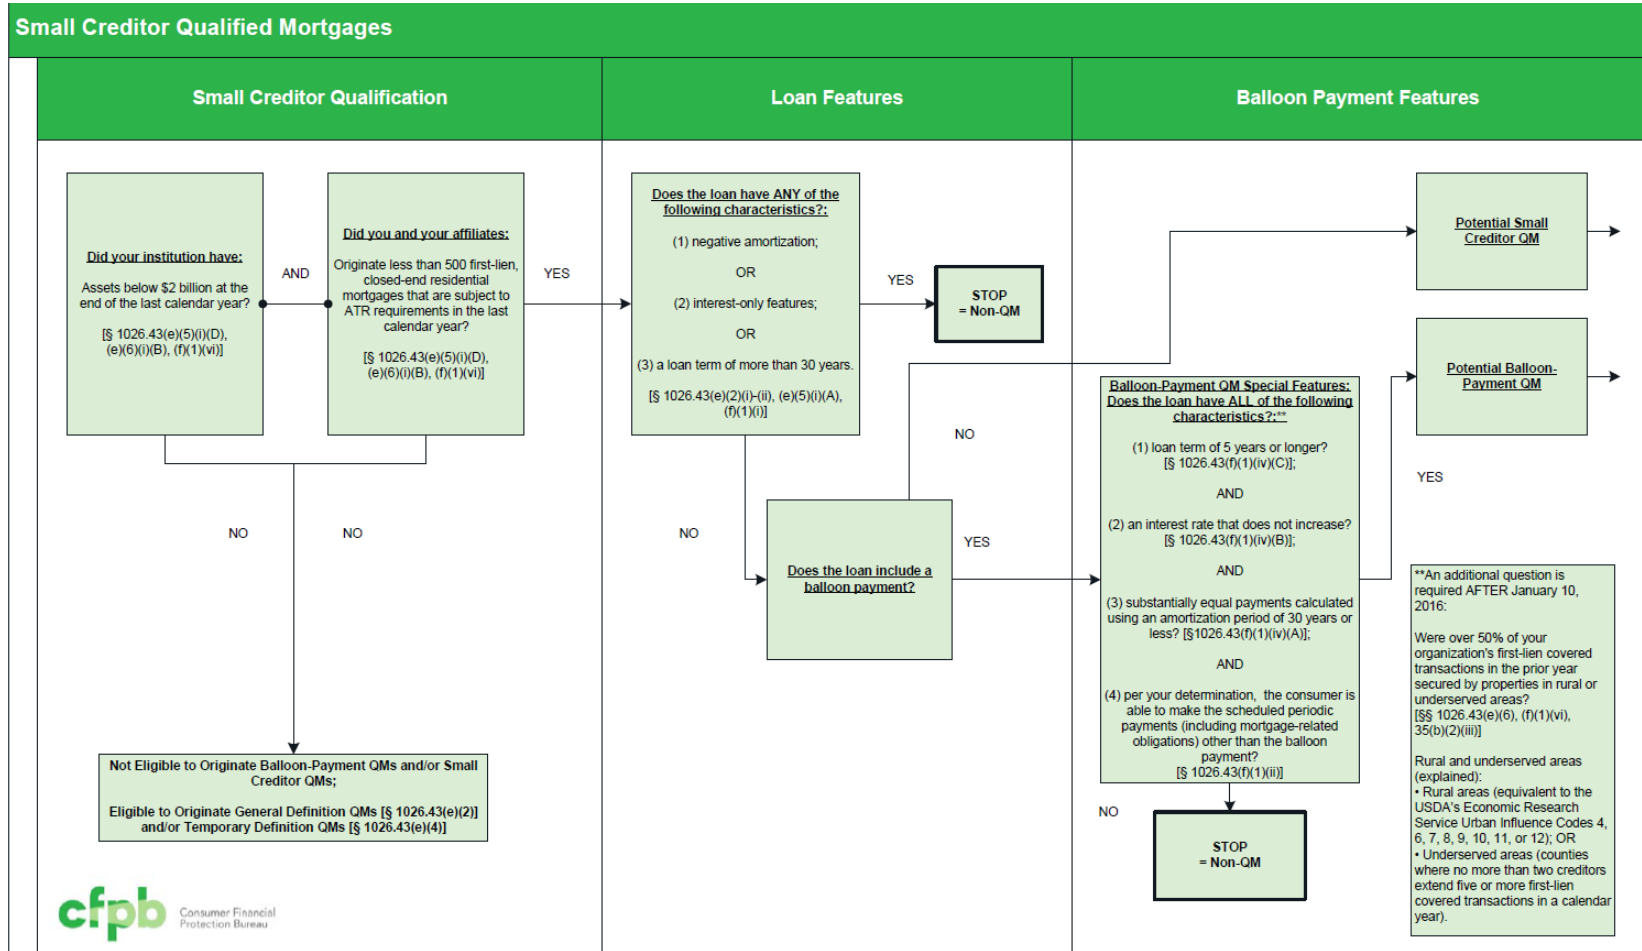 Small Creditor Qualified Mortgages
Small Creditor Qualification
Loan Features
Balloon Payment Features
Did your institution have:
Assets below $2 billion at the
end of the last calendar year?
[§ 1026.43(e)(5)(i)(D),
(e)(6)(i)(B), (f)(1)(vi)]
AND
Did you and your affiliates:
Originate less than 500 first-lien,
closed-end residential
mortgages that are subject to
ATR requirements in the last
calendar year?
[§ 1026.43(e)(5)(i)(D),
(e)(6)(i)(B), (f)(1)(vi)]
YES
NO
NO
Not Eligible to Originate Balloon-Payment QMs and/or Small
Creditor QMs;
Eligible to Originate General Definition QMs [§ 1026.43(e)(2)]
and/or Temporary Definition QMs [§ 1026.43(e)(4)]
Does the loan have ANY of the
following characteristics?:
(1) negative amortization;
OR
(2) interest-only features;
OR
(3) a loan term of more than 30 years.
[§ 1026.43(e)(2)(i)-(ii), (e)(5)(i)(A),
(f)(1)(i)]
YES
STOP
= Non-QM
NO
NO
Does the loan include a
balloon payment?
YES
Balloon-Payment QM Special Features:
Does the loan have ALL of the following
characteristics?:**
(1) loan term of 5 years or longer?
[§ 1026.43(f)(1)(iv)(C)];
AND
(2) an interest rate that does not increase?
[§ 1026.43(f)(1)(iv)(B)];
AND
(3) substantially equal payments calculated
using an amortization period of 30 years or
less? [§1026.43(f)(1)(iv)(A)];
AND
(4) per your determination, the consumer is
able to make the scheduled periodic
payments (including mortgage-related
obligations) other than the balloon
payment?
[§ 1026.43(f)(1)(ii)]
NO
STOP
= Non-QM
Potential Small
Creditor QM
Potential Balloon-
Payment QM
YES
**An additional question is
required AFTER January 10,
2016:
Were over 50% of your
organization's first-lien covered
transactions in the prior year
secured by properties in rural or
underserved areas?
[§§ 1026.43(e)(6), (f)(1)(vi),
35(b)(2)(iii)]
Rural and underserved areas
(explained):
• Rural areas (equivalent to the
USDA's Economic Research
Service Urban Influence Codes 4,
6, 7, 8, 9, 10, 11, or 12); OR
• Underserved areas (counties
where no more than two creditors
extend five or more first-lien
covered transactions in a calendar
year).
cfpb
Consumer Financial
Protection Bureau